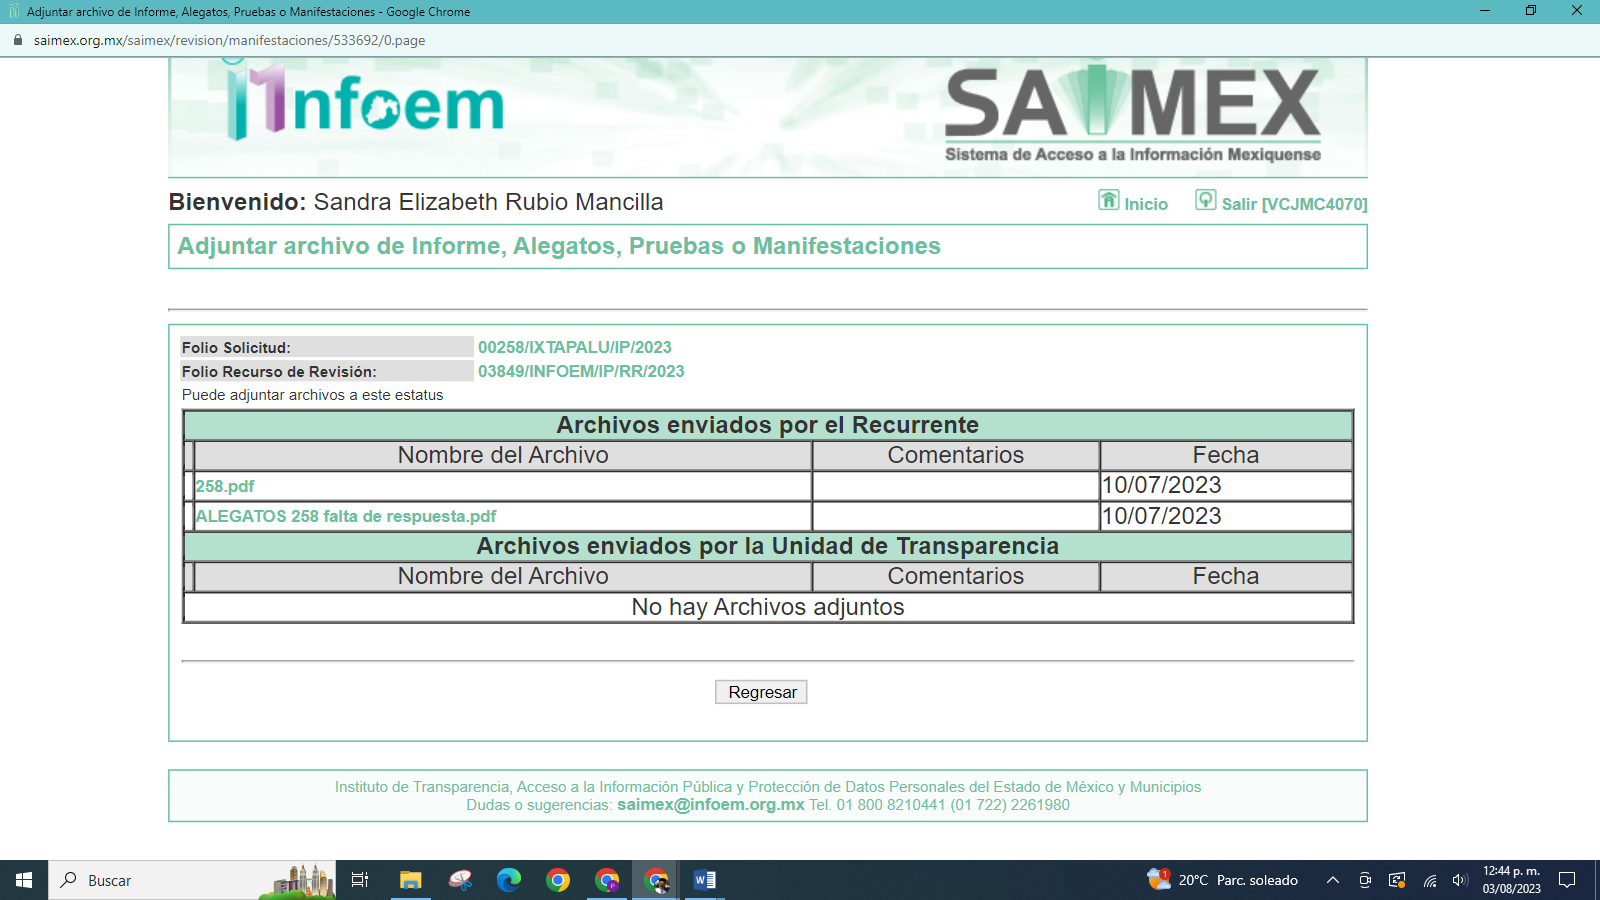 Adjuntar archivo de Informe, Alegatos, Pruebas o Manifestaciones - Google Chrome
saimex.org.mx/saimex/revision/manifestaciones/533692/0.page
infoem
SAIMEX
Sistema de Acceso a la Información Mexiquense
Bienvenido: Sandra Elizabeth Rubio Mancilla
Inicio
Salir [VCJMC4070]
Adjuntar archivo de Informe, Alegatos, Pruebas o Manifestaciones
Folio Solicitud: 00258/IXTAPALU/IP/2023
Folio Recurso de Revisión: 03849/INFOEM/IP/RR/2023
Puede adjuntar archivos a este estatus
Archivos enviados por el Recurrente
Nombre del Archivo Comentarios Fecha
258.pdf 10/07/2023
ALEGATOS 258 falta de respuesta.pdf 10/07/2023
Archivos enviados por la Unidad de Transparencia
Nombre del Archivo Comentarios Fecha
No hay Archivos adjuntos
Regresar
Instituto de Transparencia, Acceso a la Información Pública y Protección de Datos Personales del Estado de México y Municipios
Dudas o sugerencias: saimex@infoem.org.mx Tel. 01 800 8210441 (01 722) 2261980
Buscar
1
20°C Parc. soleado
12:44 p. m.
03/08/2023